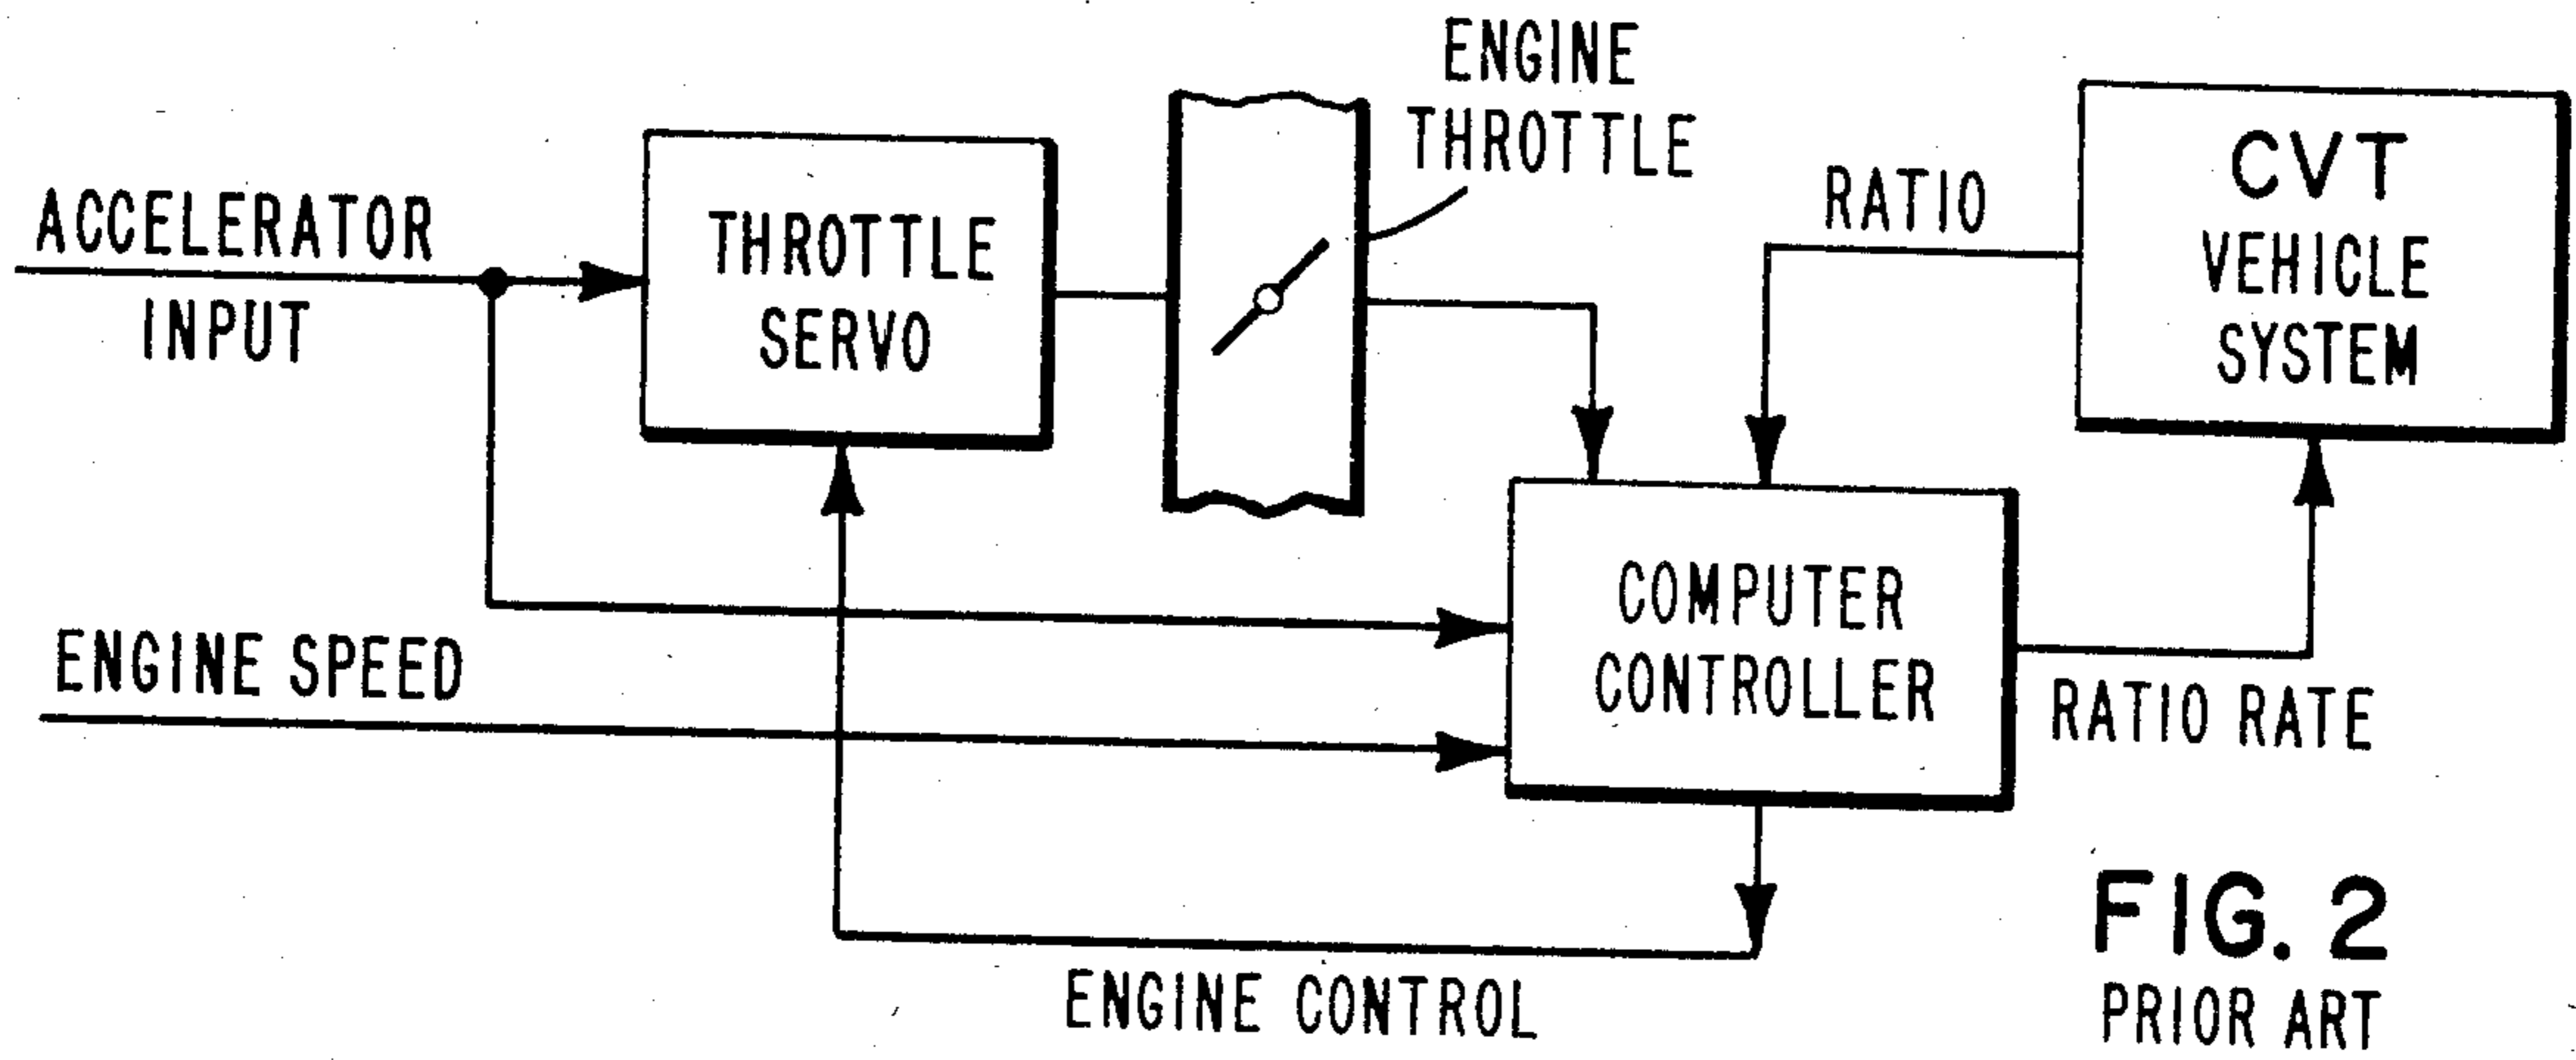 ENGINE
THROTTLE
ACCELERATOR
INPUT
THROTTLE
SERVO
RATIO
CVT
VEHICLE
SYSTEM
ENGINE SPEED
COMPUTER
CONTROLLER
RATIO RATE
ENGINE CONTROL
FIG. 2
PRIOR ART